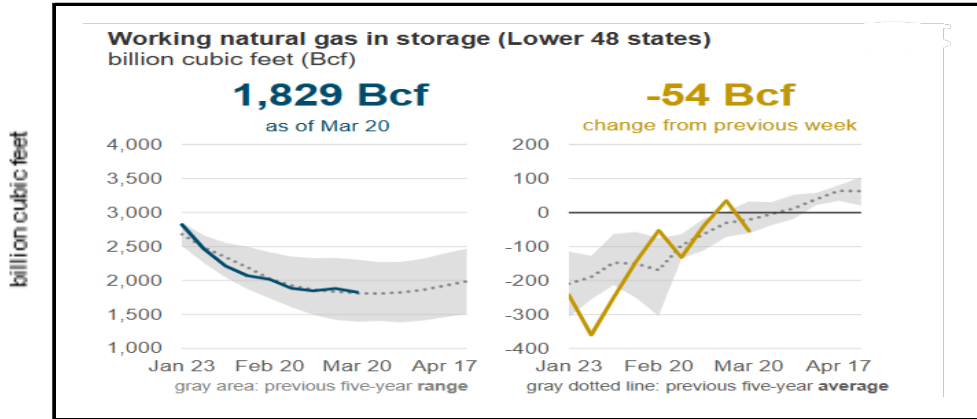 Working natural gas in storage (Lower 48 states)
billion cubic feet (Bcf)
1,829 Bcf
as of Mar 20
-54 Bcf
change from previous week
billion cubic feet
4,000
3,500
3,000
2,500
2,000
1,500
1,000
Jan 23 Feb 20 Mar 20 Apr 17
gray area: previous five-year range
200
100
0
-100
-200
-300
-400
Jan 23 Feb 20 Mar 20 Apr 17
gray dotted line: previous five-year average